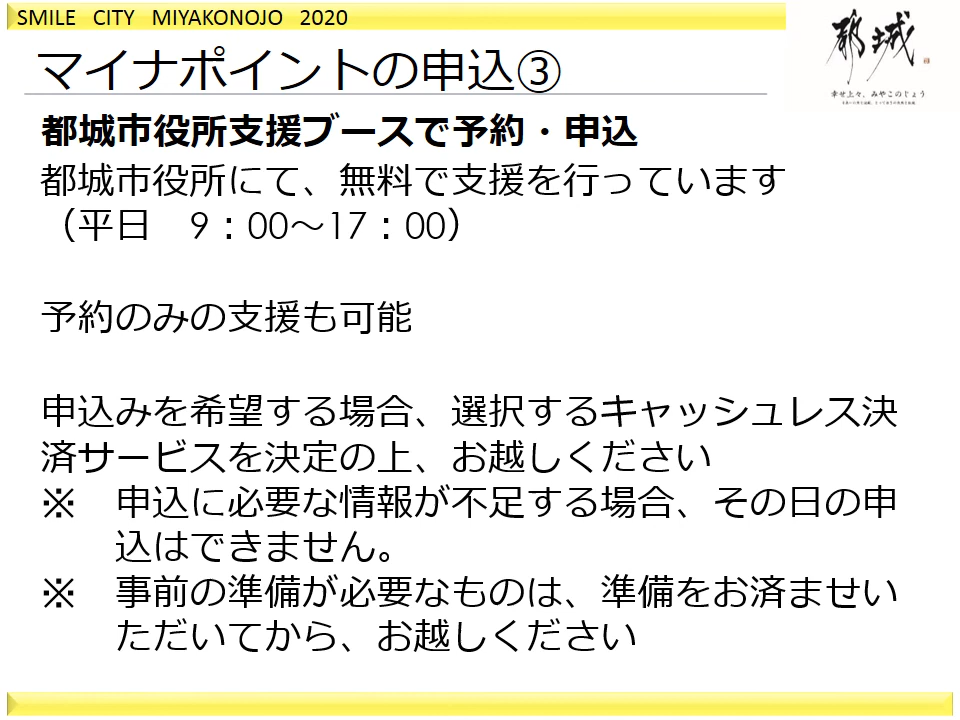 SMILE CITY MIYAKONOJO 2020
都城
幸せ上々、みやこのじょう
マイナポイントの申込③
都城市役所支援ブースで予約・申込
都城市役所にて、無料で支援を行っています
（平日　9：00～17：00）
予約のみの支援も可能
申込みを希望する場合、選択するキャッシュレス決
済サービスを決定の上、お越しください
※　申込に必要な情報が不足する場合、その日の申
込はできません。
※　事前の準備が必要なものは、準備をお済ませい
ただいてから、お越しください